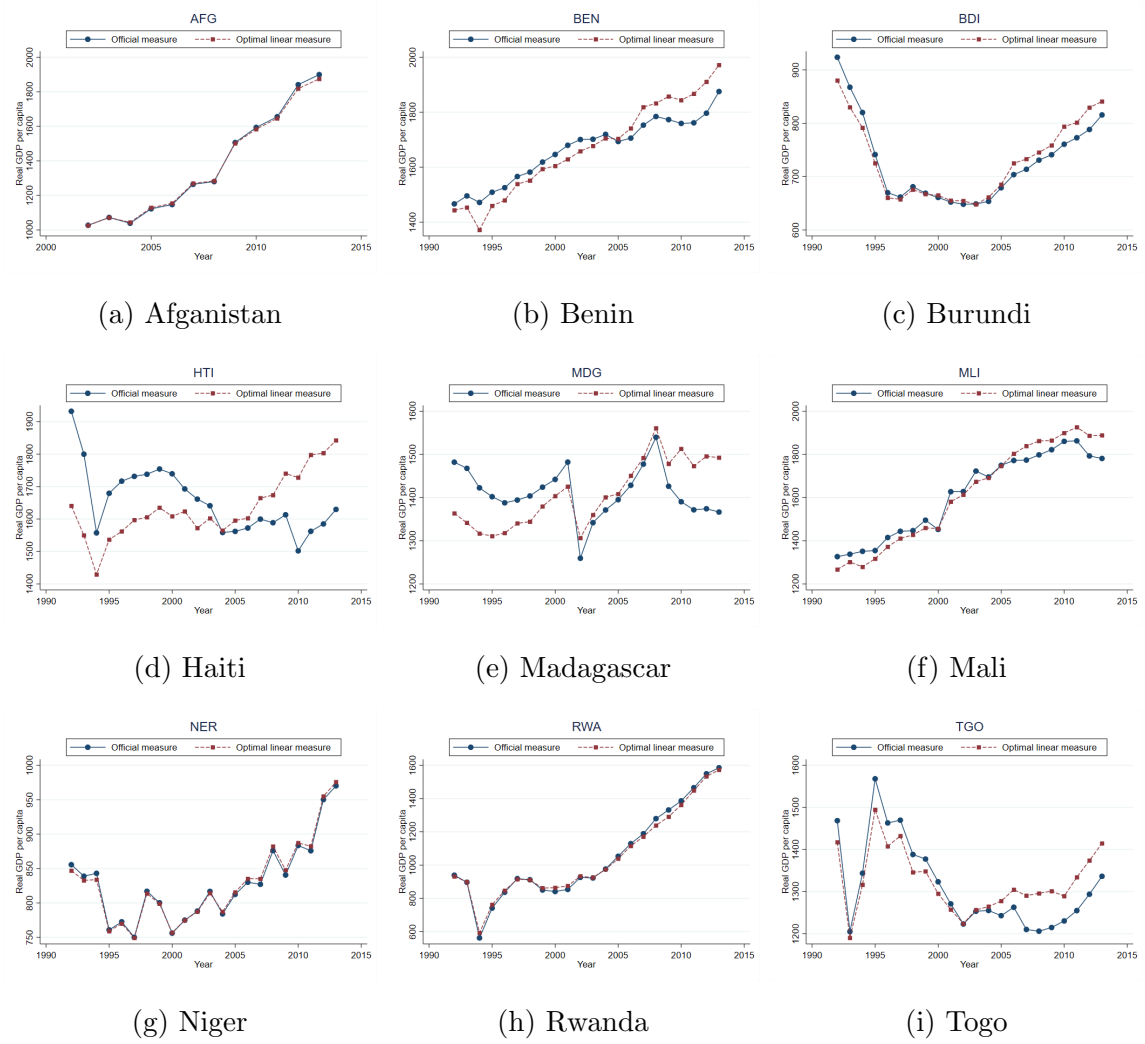 AFG
Official measure Optimal linear measure
Real GDP per capita
1000 1200 1400 1600 1800 2000
2000 2005 2010 2015
Year
(a) Afganistan
BEN
Official measure Optimal linear measure
Real GDP per capita
1400 1600 1800 2000
1990 1995 2000 2005 2010 2015
Year
(b) Benin
BDI
Official measure Optimal linear measure
Real GDP per capita
600 700 800 900
1990 1995 2000 2005 2010 2015
Year
(c) Burundi
HTI
Official measure Optimal linear measure
Real GDP per capita
1400 1500 1600 1700 1800 1900
1990 1995 2000 2005 2010 2015
Year
(d) Haiti
MDG
Official measure Optimal linear measure
Real GDP per capita
1200 1300 1400 1500 1600
1990 1995 2000 2005 2010 2015
Year
(e) Madagascar
MLI
Official measure Optimal linear measure
Real GDP per capita
1200 1400 1600 1800 2000
1990 1995 2000 2005 2010 2015
Year
(f) Mali
NER
Official measure Optimal linear measure
Real GDP per capita
750 800 850 900 950 1000
1990 1995 2000 2005 2010 2015
Year
(g) Niger
RWA
Official measure Optimal linear measure
Real GDP per capita
600 800 1000 1200 1400 1600
1990 1995 2000 2005 2010 2015
Year
(h) Rwanda
TGO
Official measure Optimal linear measure
Real GDP per capita
1200 1300 1400 1500 1600
1990 1995 2000 2005 2010 2015
Year
(i) Togo